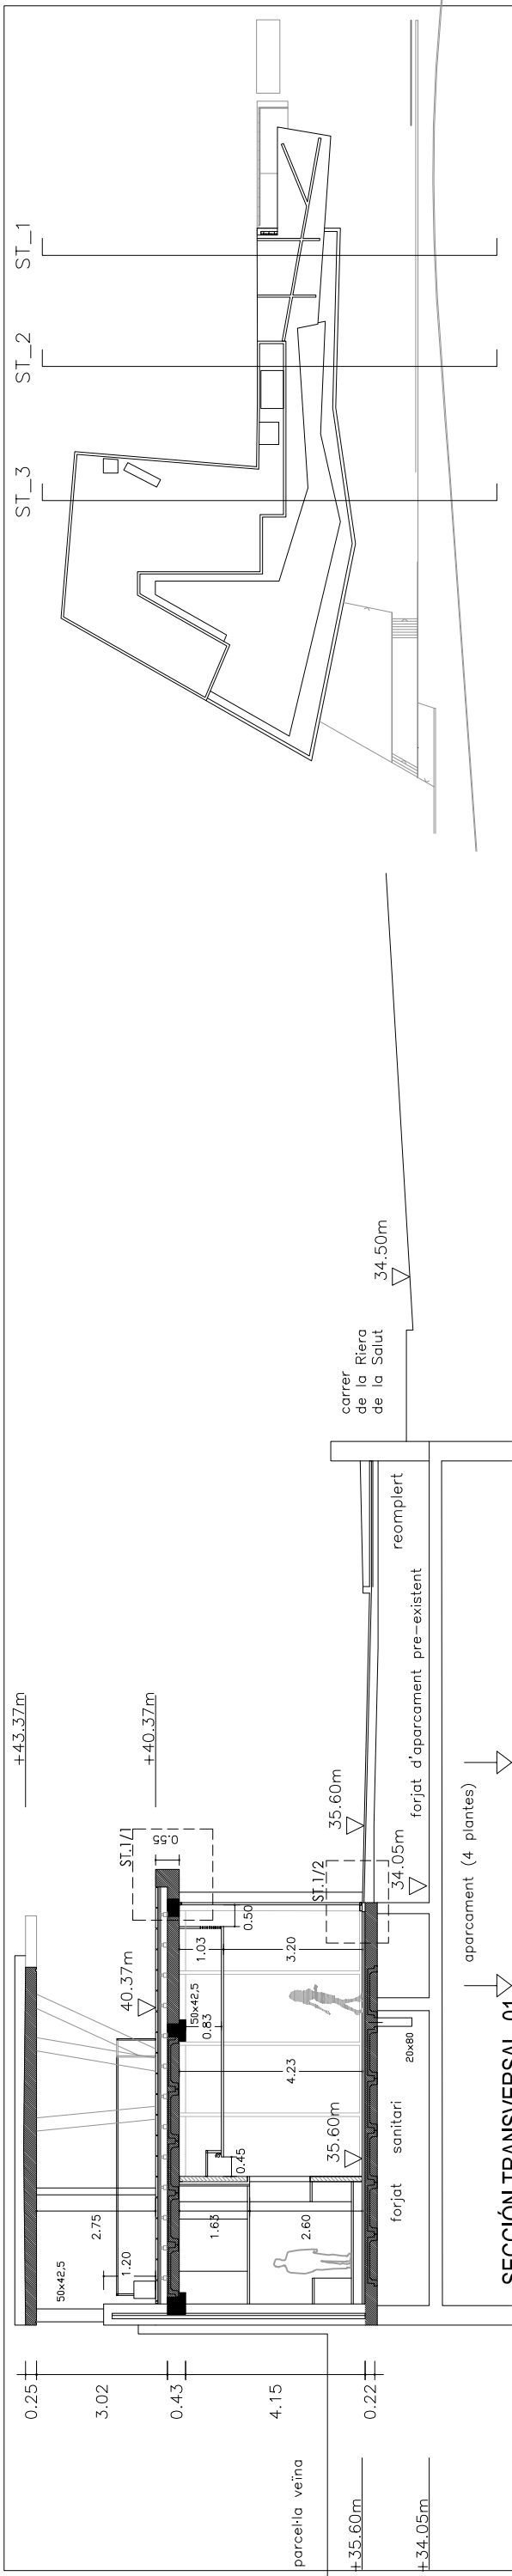 ST_1
ST_2
ST_3
+43.37m
+40.37m
ST.1/1
0.55
40.37m
50x42,5
2.75
1.20
50x42,5
1.03
0.83
0.50
1.63
4.23
3.20
0.45
2.60
35.60m
35.60m
ST.1/2
34.05m
20x80
forjat sanitari
0.25
3.02
0.43
4.15
0.22
parcel·la veïna
+35.60m
+34.05m
carrer
de la Riera
de la Salut
34.50m
reomplert
forjat d'aparcament pre-existent
aparcament (4 plantes)
SECCIÓN TRANSVERSAL_01